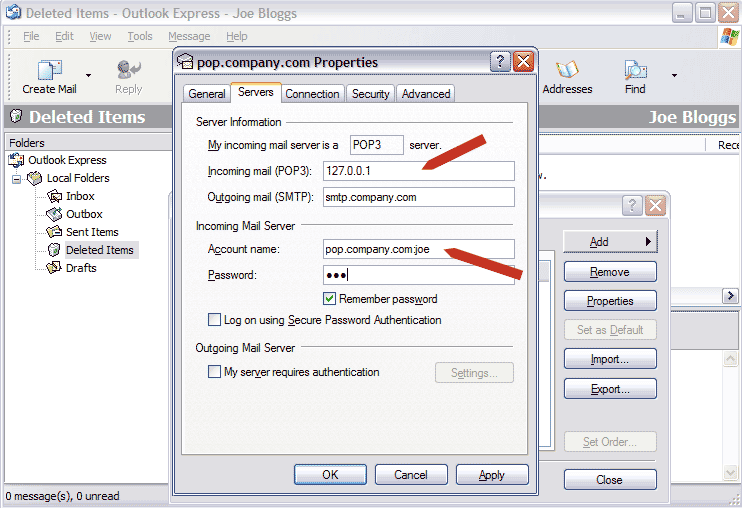 Deleted Items - Outlook Express - Joe Bloggs
File Edit View Tools Message Help
Create Mail Reply Addresses Find
Deleted Items Joe Bloggs
Folders
Outlook Express
Local Folders
Inbox
Outbox
Sent Items
Deleted Items
Drafts
0 message(s), 0 unread
pop.company.com Properties
General Servers Connection Security Advanced
Server Information
My incoming mail server is a POP3 server.
Incoming mail (POP3): 127.0.0.1
Outgoing mail (SMTP): smtp.company.com
Incoming Mail Server
Account name: pop.company.com:joe
Password: ●●●
Remember password
Log on using Secure Password Authentication
Outgoing Mail Server
My server requires authentication Settings...
OK Cancel Apply
Rece
w.
Add
Remove
Properties
Set as Default
Import...
Export...
Set Order...
Close